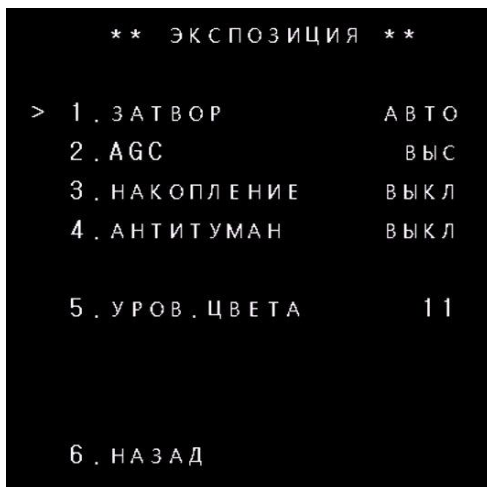 ** ЭКСПОЗИЦИЯ **
> 1. ЗАТВОР АВТО
2. AGC ВЫС
3. НАКОПЛЕНИЕ ВЫКЛ
4. АНТИТУМАН ВЫКЛ
5. УРОВ.ЦВЕТА 11
6. НАЗАД